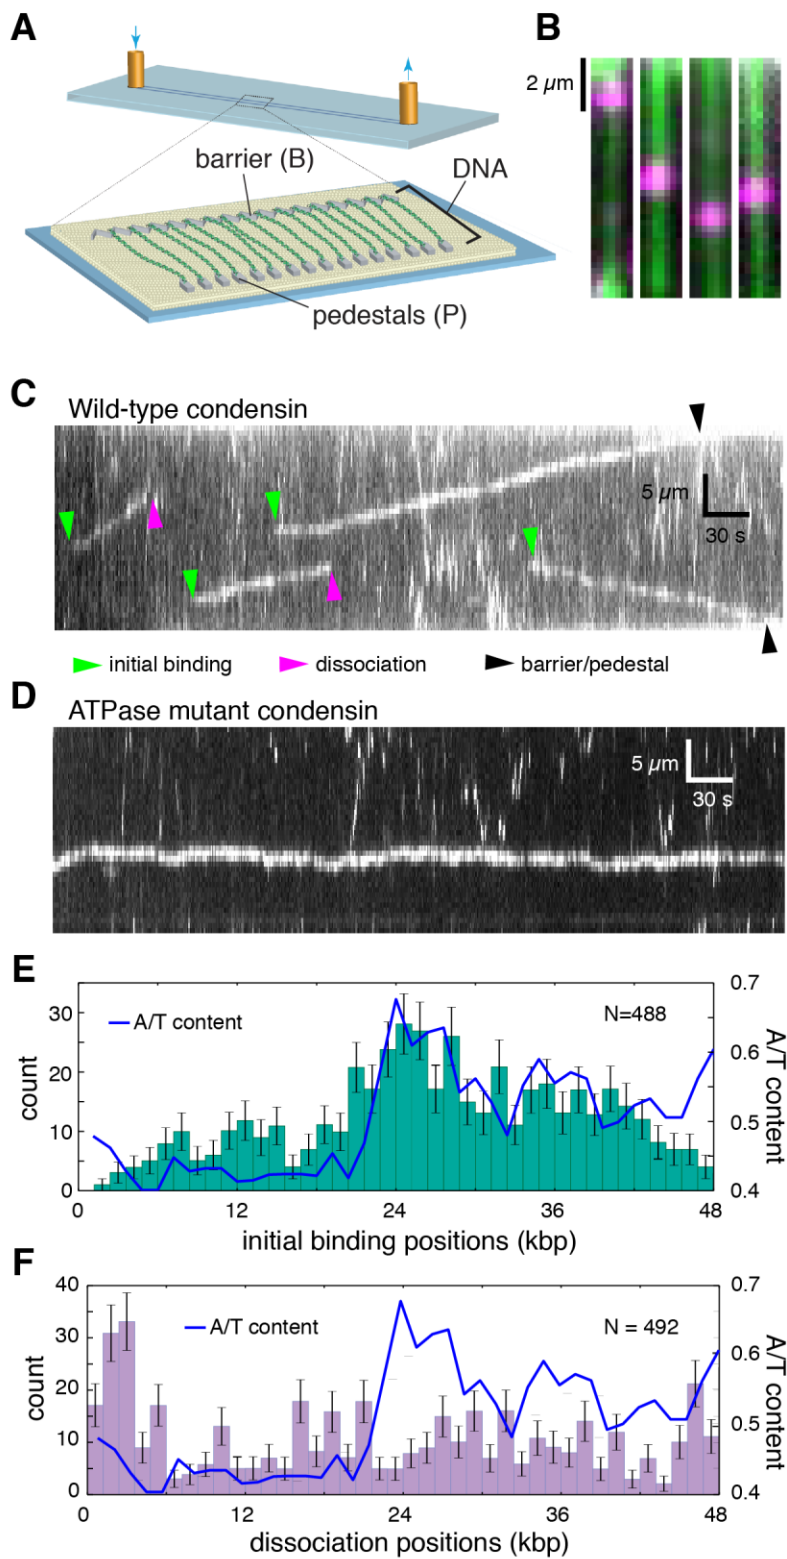 A
barrier (B)
DNA
pedestals (P)
B
2 µm
C
Wild-type condensin
5 µm
30 s
initial binding
dissociation
barrier/pedestal
D
ATPase mutant condensin
5 µm
30 s
E
A/T content
N=488
30
20
10
0
count
0.7
0.6
0.5
0.4
A/T content
0
12
24
36
48
initial binding positions (kbp)
F
A/T content
N = 492
40
30
20
10
0
count
0.7
0.6
0.5
0.4
A/T content
0
12
24
36
48
dissociation positions (kbp)